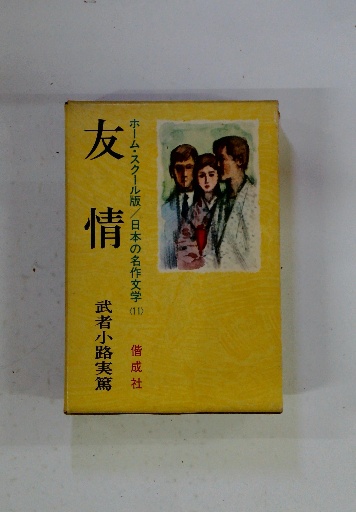 ホーム・スクール版／日本の名作文学(11)
友情
武者小路実篤
偕成社